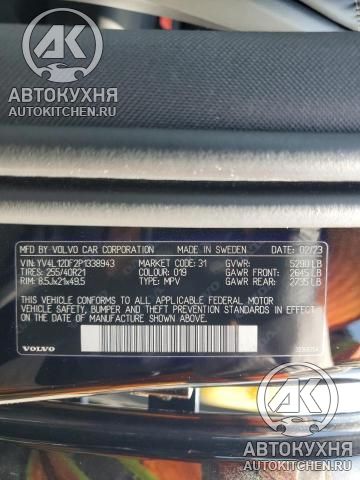 АК
АВТОКУХНЯ
AUTOKITCHEN.RU
MFD BY VOLVO CAR CORPORATION MADE IN SWEDEN 02/23
VIN: YV4L12DF2P1338943 MARKET CODE: 31 GVWR: 5290 LB
TIRES: 255/40R21 COLOUR: 019 GAWR FRONT: 2645 LB
RIM: 8.5Jx21x49.5 TYPE: MPV GAWR REAR: 2735 LB
THIS VEHICLE CONFORMS TO ALL APPLICABLE FEDERAL MOTOR
VEHICLE SAFETY, BUMPER AND THEFT PREVENTION STANDARDS IN EFFECT
ON THE DATE OF MANUFACTURE SHOWN ABOVE.
VOLVO
АК
АВТОКУХНЯ
AUTOKITCHEN.RU